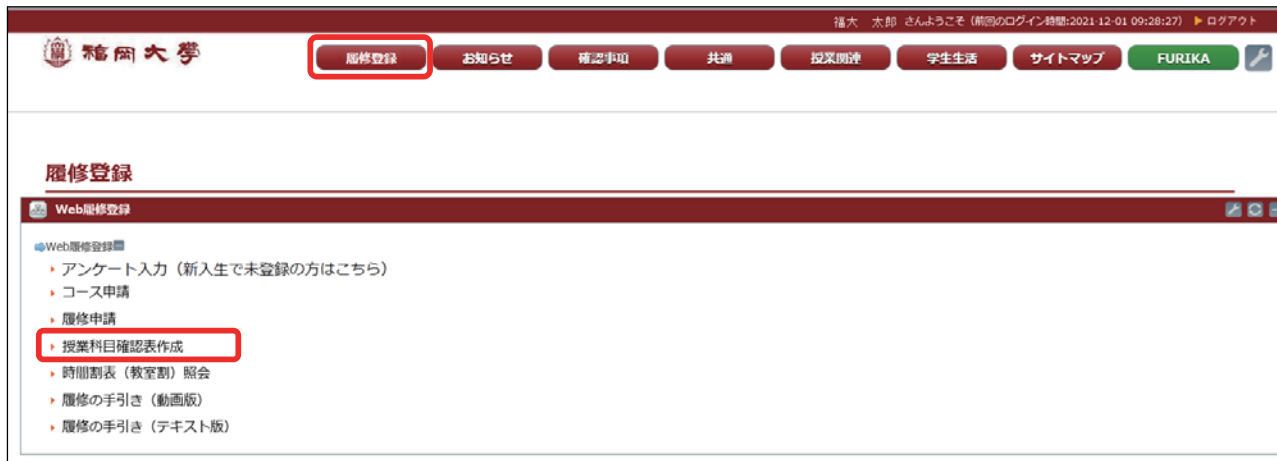 福大 太郎 さんようこそ（前回のログイン時間:2021-12-01 09:28:27） ▶ ログアウト
福岡大學
履修登録 お知らせ 確認事項 共通 授業関連 学生生活 サイトマップ FURIKA
履修登録
Web履修登録
Web履修登録
アンケート入力（新入生で未登録の方はこちら）
コース申請
履修申請
授業科目確認表作成
時間割表（教室割）照会
履修の手引き（動画版）
履修の手引き（テキスト版）